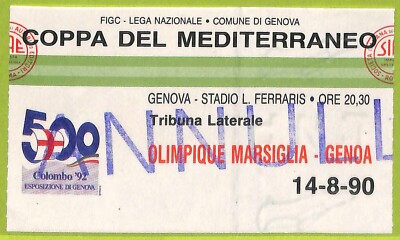 FIGC - LEGA NAZIONALE • COMUNE DI GENOVA
COPPA DEL MEDITERRANEO
SIAE
GENOVA - STADIO L. FERRARIS • ORE 20,30
Tribuna Laterale
ANNULL
OLIMPIQUE MARSIGLIA - GENOA
14-8-90
500
Colombo '92
ESPOSIZIONE DI GENOVA